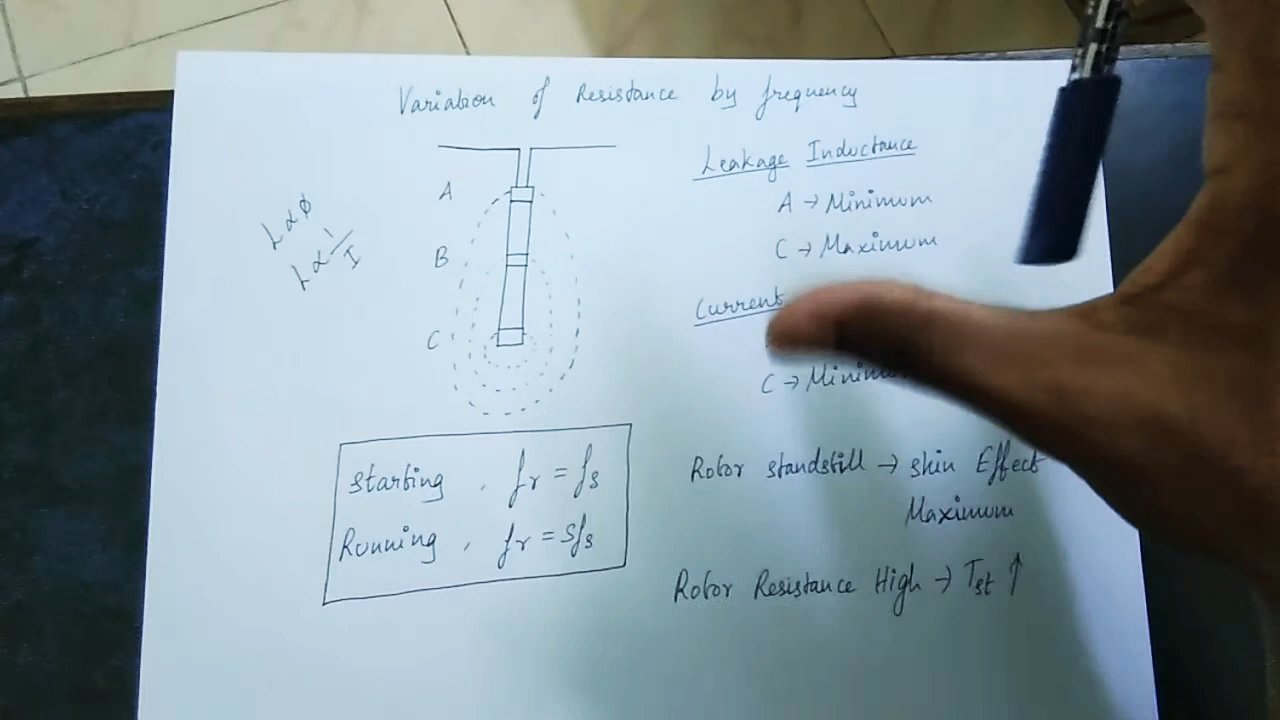 Variation of Resistance by frequency
Leakage Inductance
A → Minimum
C → Maximum
Current
C → Minimum
A
B
C
L α ϕ
L α 1/I
Starting , fr = fs
Running , fr = sfs
Rotor standstill → skin Effect
Maximum
Rotor Resistance High → Tst ↑